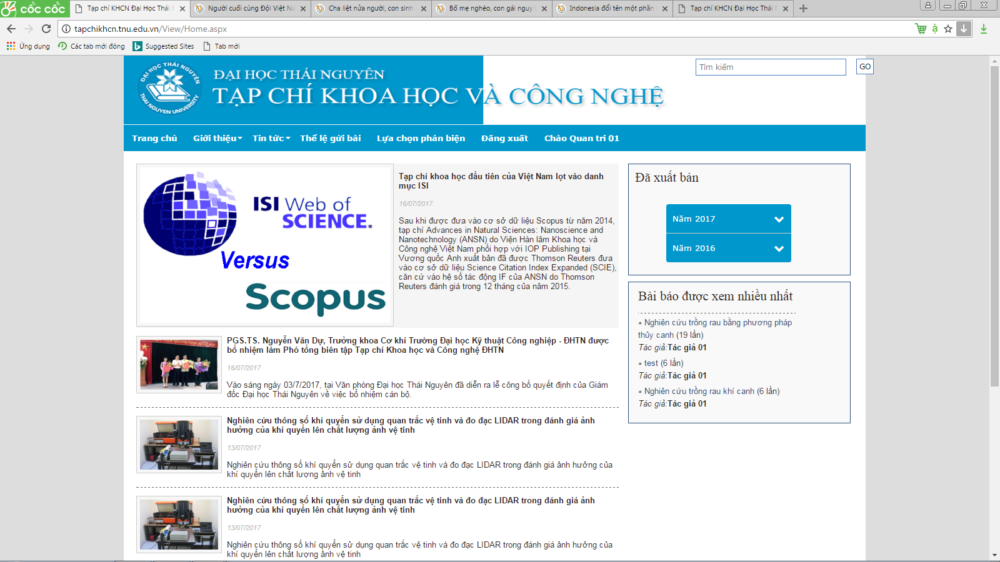 cốc cốc
Tạp chí KHCN Đại Học Thái
Người cuối cùng Đội Việt Na
Cha liệt nửa người, con sinh
Bố mẹ nghèo, con gái nguy
Indonesia đổi tên một phần
Tạp chí KHCN Đại Học Thái
tapchikhcn.tnu.edu.vn/View/Home.aspx
Ứng dụng
Các tab mới đóng
Suggested Sites
Tab mới
ĐẠI HỌC THÁI NGUYÊN
THAI NGUYEN UNIVERSITY
ĐẠI HỌC THÁI NGUYÊN
TẠP CHÍ KHOA HỌC VÀ CÔNG NGHỆ
Tìm kiếm
GO
Trang chủ Giới thiệu Tin tức Thể lệ gửi bài Lựa chọn phản biện Đăng xuất Chào Quan tri 01
ISI Web of
SCIENCE.
Versus
Scopus
Tạp chí khoa học đầu tiên của Việt Nam lọt vào danh
mục ISI
16/07/2017
Sau khi được đưa vào cơ sở dữ liệu Scopus từ năm 2014,
tạp chí Advances in Natural Sciences: Nanoscience and
Nanotechnology (ANSN) do Viện Hàn lâm Khoa học và
Công nghệ Việt Nam phối hợp với IOP Publishing tại
Vương quốc Anh xuất bản đã được Thomson Reuters đưa
vào cơ sở dữ liệu Science Citation Index Expanded (SCIE),
căn cứ vào hệ số tác động IF của ANSN do Thomson
Reuters đánh giá trong 12 tháng của năm 2015.
PGS.TS. Nguyễn Văn Dự, Trưởng khoa Cơ khí Trường Đại học Kỹ thuật Công nghiệp - ĐHTN được
bổ nhiệm làm Phó tổng biên tập Tạp chí Khoa học và Công nghệ ĐHTN
16/07/2017
Vào sáng ngày 03/7/2017, tại Văn phòng Đại học Thái Nguyên đã diễn ra lễ công bố quyết định của Giám
đốc Đại học Thái Nguyên về việc bổ nhiệm cán bộ.
Nghiên cứu thông số khí quyển sử dụng quan trắc vệ tinh và đo đạc LIDAR trong đánh giá ảnh
hưởng của khí quyển lên chất lượng ảnh vệ tinh
13/07/2017
Nghiên cứu thông số khí quyển sử dụng quan trắc vệ tinh và đo đạc LIDAR trong đánh giá ảnh hưởng của
khí quyển lên chất lượng ảnh vệ tinh
Nghiên cứu thông số khí quyển sử dụng quan trắc vệ tinh và đo đạc LIDAR trong đánh giá ảnh
hưởng của khí quyển lên chất lượng ảnh vệ tinh
13/07/2017
Nghiên cứu thông số khí quyển sử dụng quan trắc vệ tinh và đo đạc LIDAR trong đánh giá ảnh hưởng của
khí quyển lên chất lượng ảnh vệ tinh
Đã xuất bản
Năm 2017
Năm 2016
Bài báo được xem nhiều nhất
* Nghiên cứu trồng rau bằng phương pháp
thủy canh (19 lần)
Tác giả:Tác giả 01
* test (6 lần)
Tác giả:Tác giả 01
* Nghiên cứu trồng rau khí canh (6 lần)
Tác giả:Tác giả 01